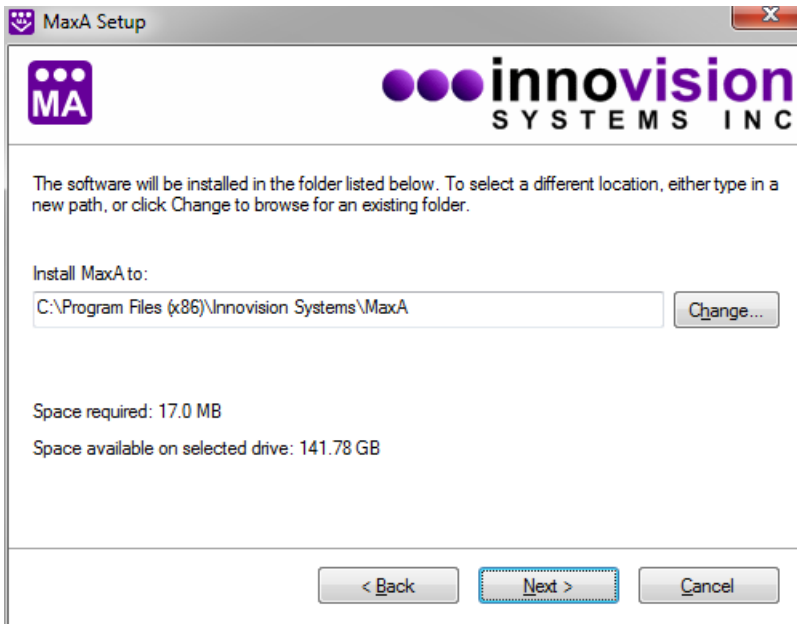 MaxA Setup
MA
innovision
SYSTEMS INC
The software will be installed in the folder listed below. To select a different location, either type in a
new path, or click Change to browse for an existing folder.
Install MaxA to:
C:\Program Files (x86)\Innovision Systems\MaxA
Change...
Space required: 17.0 MB
Space available on selected drive: 141.78 GB
< Back
Next >
Cancel